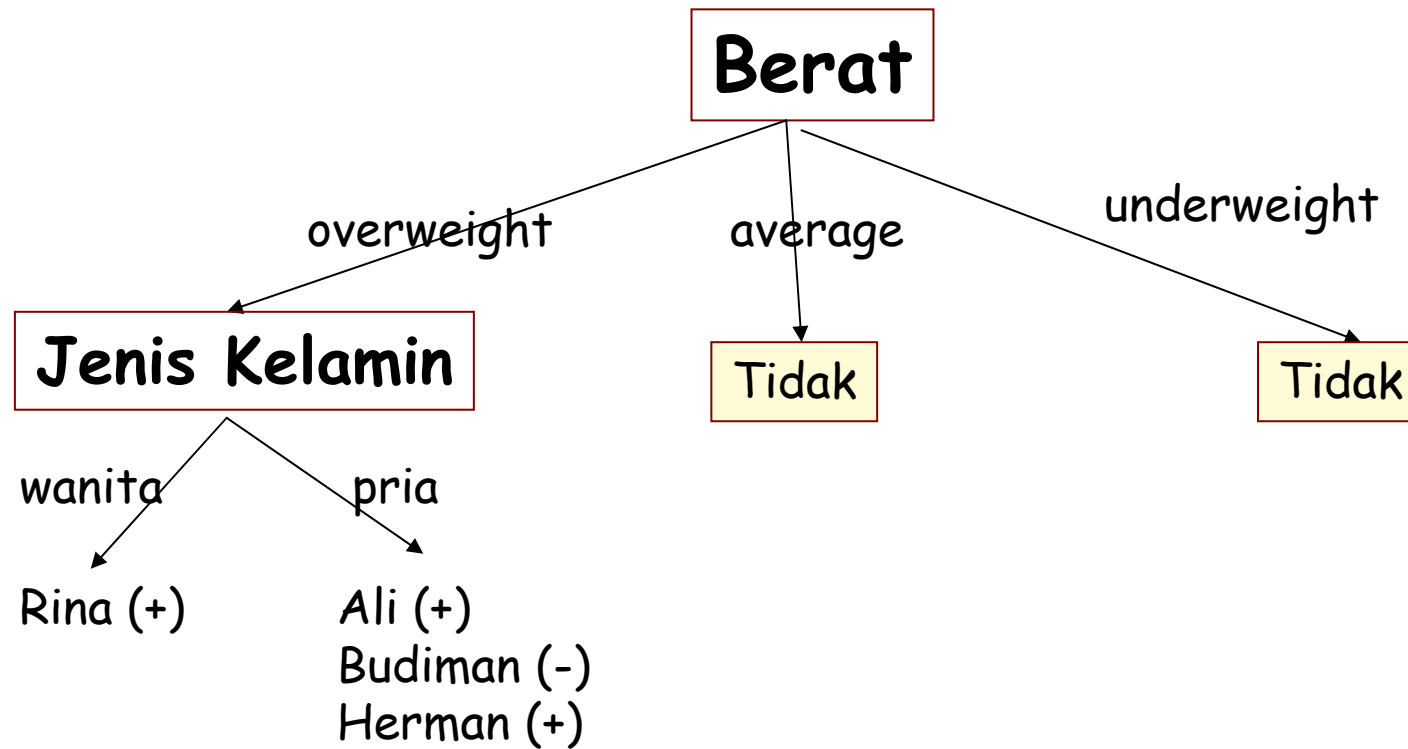 Berat
overweight
average
underweight
Jenis Kelamin
Tidak
Tidak
wanita
pria
Rina (+)
Ali (+)
Budiman (-)
Herman (+)